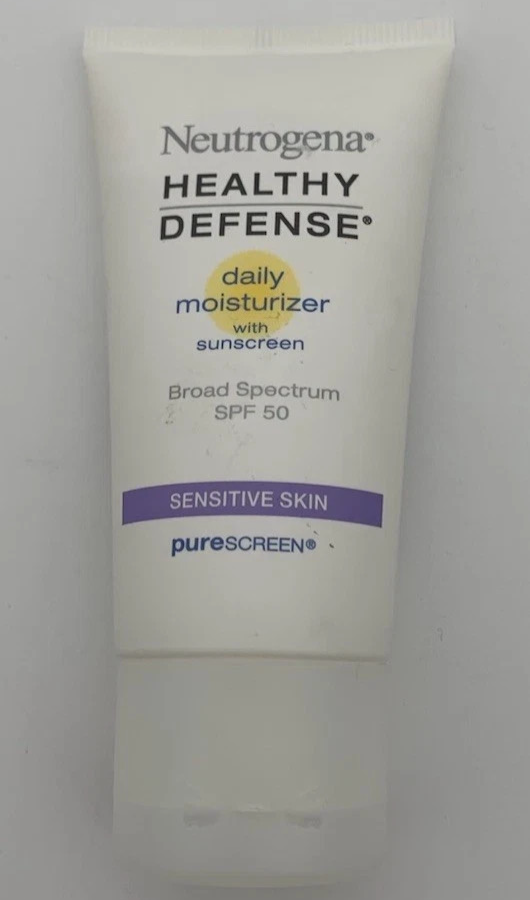 Neutrogena®
HEALTHY
DEFENSE®
daily
moisturizer
with
sunscreen
Broad Spectrum
SPF 50
SENSITIVE SKIN
pureSCREEN®